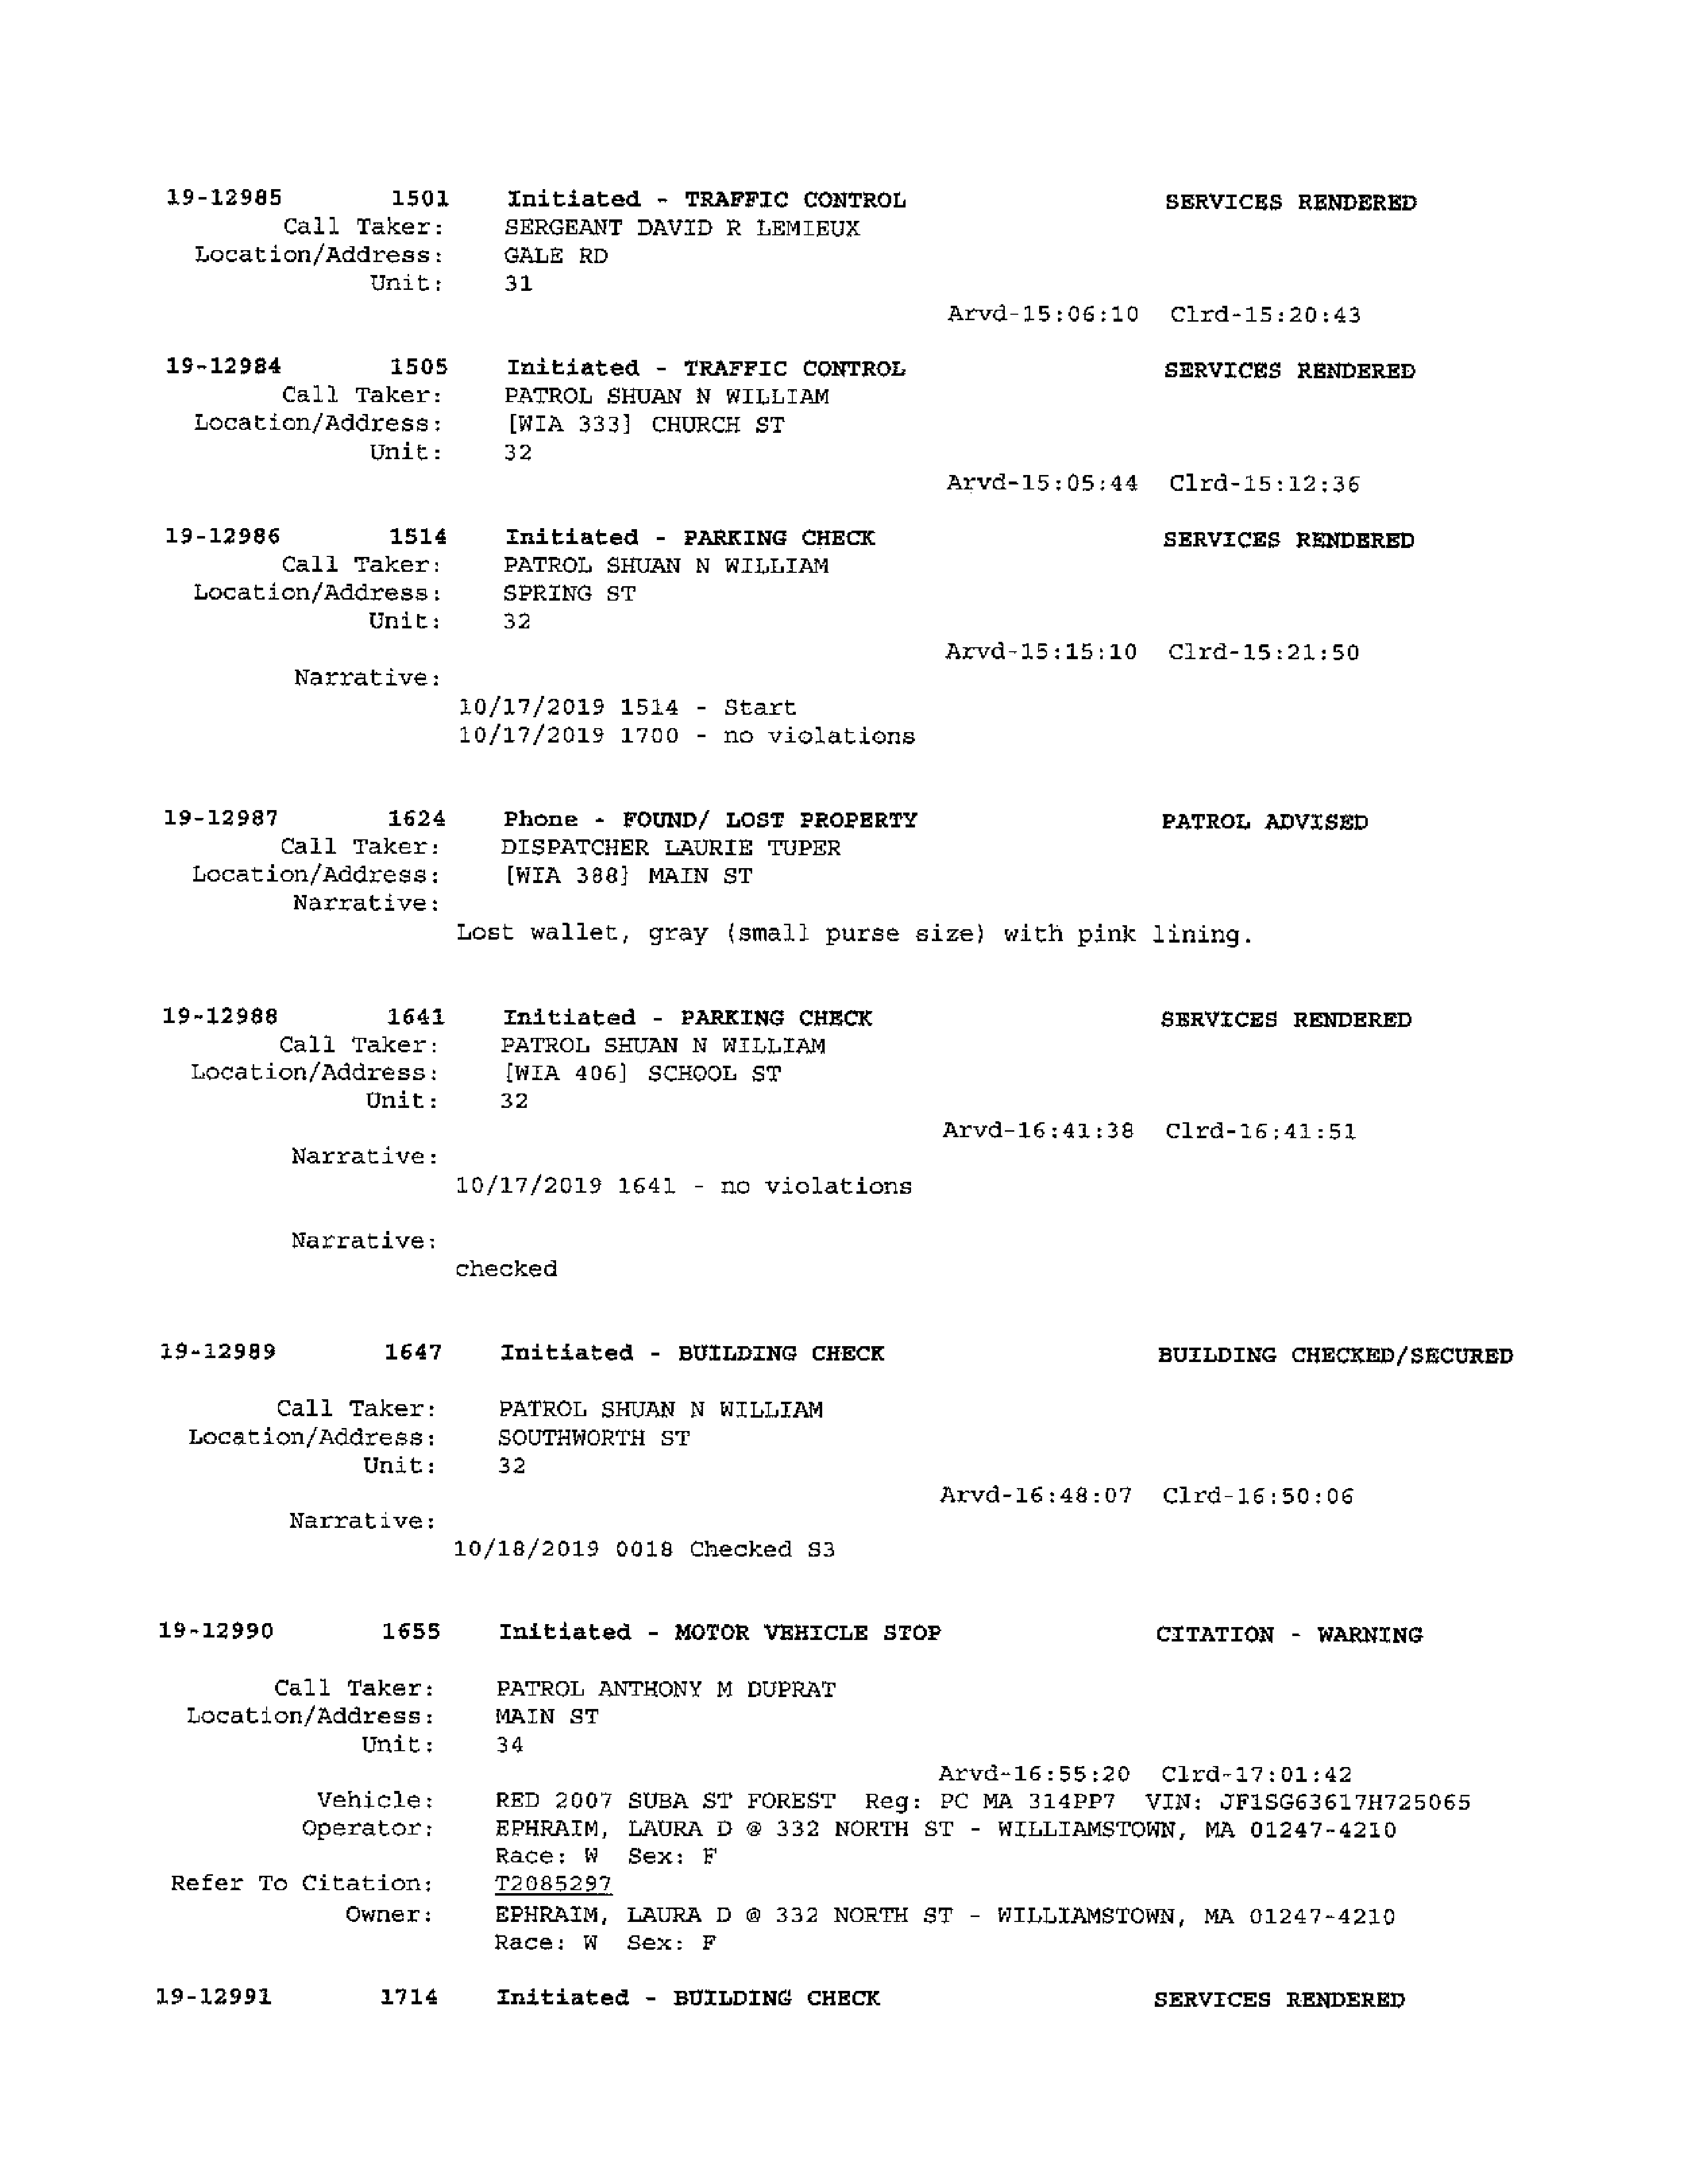 19-12985 1501 Initiated - TRAFFIC CONTROL SERVICES RENDERED
Call Taker: SERGEANT DAVID R LEMIEUX
Location/Address: GALE RD
Unit: 31
Arvd-15:06:10 Clrd-15:20:43
19-12984 1505 Initiated - TRAFFIC CONTROL SERVICES RENDERED
Call Taker: PATROL SHUAN N WILLIAM
Location/Address: [WIA 333] CHURCH ST
Unit: 32
Arvd-15:05:44 Clrd-15:12:36
19-12986 1514 Initiated - PARKING CHECK SERVICES RENDERED
Call Taker: PATROL SHUAN N WILLIAM
Location/Address: SPRING ST
Unit: 32
Arvd-15:15:10 Clrd-15:21:50
Narrative:
10/17/2019 1514 - Start
10/17/2019 1700 - no violations
19-12987 1624 Phone - FOUND/ LOST PROPERTY PATROL ADVISED
Call Taker: DISPATCHER LAURIE TUPER
Location/Address: [WIA 388] MAIN ST
Narrative:
Lost wallet, gray (small purse size) with pink lining.
19-12988 1641 Initiated - PARKING CHECK SERVICES RENDERED
Call Taker: PATROL SHUAN N WILLIAM
Location/Address: [WIA 406] SCHOOL ST
Unit: 32
Arvd-16:41:38 Clrd-16:41:51
Narrative:
10/17/2019 1641 - no violations
Narrative:
checked
19-12989 1647 Initiated - BUILDING CHECK BUILDING CHECKED/SECURED
Call Taker: PATROL SHUAN N WILLIAM
Location/Address: SOUTHWORTH ST
Unit: 32
Arvd-16:48:07 Clrd-16:50:06
Narrative:
10/18/2019 0018 Checked S3
19-12990 1655 Initiated - MOTOR VEHICLE STOP CITATION - WARNING
Call Taker: PATROL ANTHONY M DUPRAT
Location/Address: MAIN ST
Unit: 34
Arvd-16:55:20 Clrd-17:01:42
Vehicle: RED 2007 SUBA ST FOREST Reg: PC MA 314PP7 VIN: JF1SG63617H725065
Operator: EPHRAIM, LAURA D @ 332 NORTH ST - WILLIAMSTOWN, MA 01247-4210
Race: W Sex: F
Refer To Citation: T2085297
Owner: EPHRAIM, LAURA D @ 332 NORTH ST - WILLIAMSTOWN, MA 01247-4210
Race: W Sex: F
19-12991 1714 Initiated - BUILDING CHECK SERVICES RENDERED